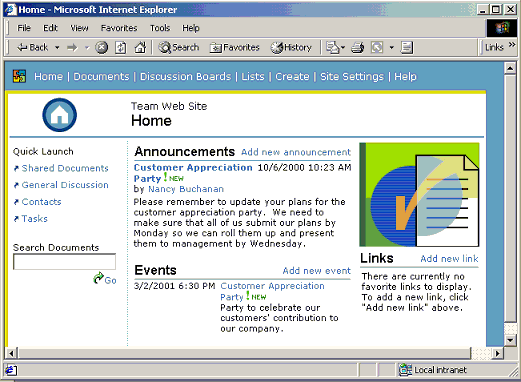 Home - Microsoft Internet Explorer
File Edit View Favorites Tools Help
Back Search Favorites History Links »
Home | Documents | Discussion Boards | Lists | Create | Site Settings | Help
Team Web Site
Home
Quick Launch
Shared Documents
General Discussion
Contacts
Tasks
Search Documents
Go
Announcements Add new announcement
Customer Appreciation 10/6/2000 10:23 AM
Party ! NEW
by Nancy Buchanan
Please remember to update your plans for the
customer appreciation party. We need to
make sure that all of us submit our plans by
Monday so we can roll them up and present
them to management by Wednesday.
Events Add new event
3/2/2001 6:30 PM Customer Appreciation
Party ! NEW
Party to celebrate our
customers' contribution to
our company.
Links Add new link
There are currently no
favorite links to display.
To add a new link, click
"Add new link" above.
Local intranet